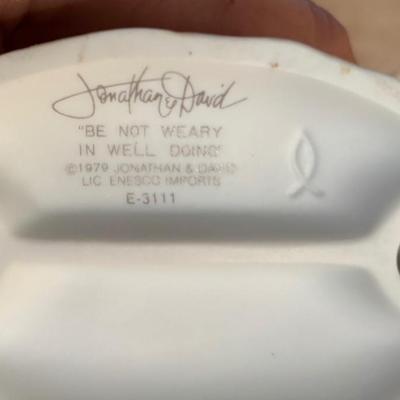 Jonathan & David
"BE NOT WEARY
IN WELL DOING"
©1979 JONATHAN & DAVID
LIC. ENESCO IMPORTS
E-3111